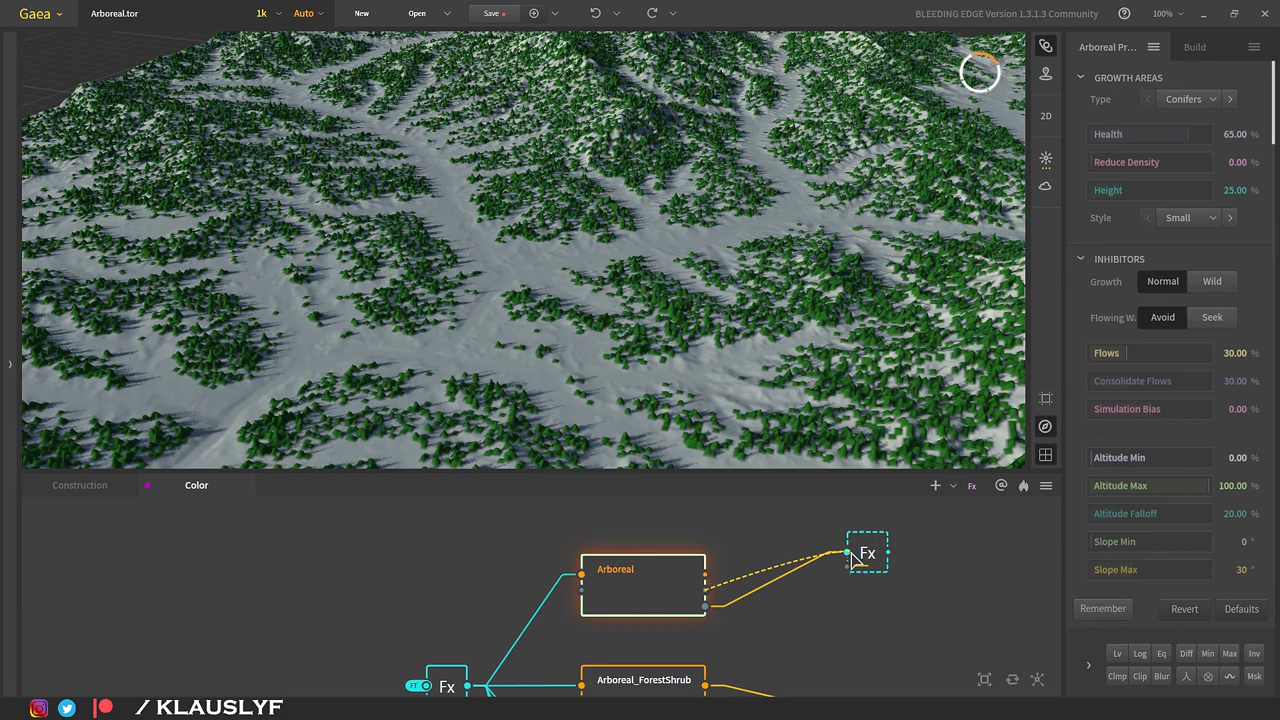 Gaea
Arboreal.tor
1k
Auto
New
Open
Save
BLEEDING EDGE Version 1.3.1.3 Community
100%
Arboreal Pr...
Build
GROWTH AREAS
Type
Conifers
Health
65.00 %
Reduce Density
0.00 %
Height
25.00 %
Style
Small
2D
INHIBITORS
Growth
Normal
Wild
Flowing W.
Avoid
Seek
Flows
30.00 %
Consolidate Flows
30.00 %
Simulation Bias
0.00 %
Altitude Min
0.00 %
Altitude Max
100.00 %
Altitude Falloff
20.00 %
Slope Min
0 °
Slope Max
30 °
Remember
Revert
Defaults
Lv Log Eq Diff Min Max Inv
Clmp Clip Blur Msk
Construction
Color
Fx
Arboreal
Fx
FT
Fx
Arboreal_ForestShrub
/ KLAUSLYF